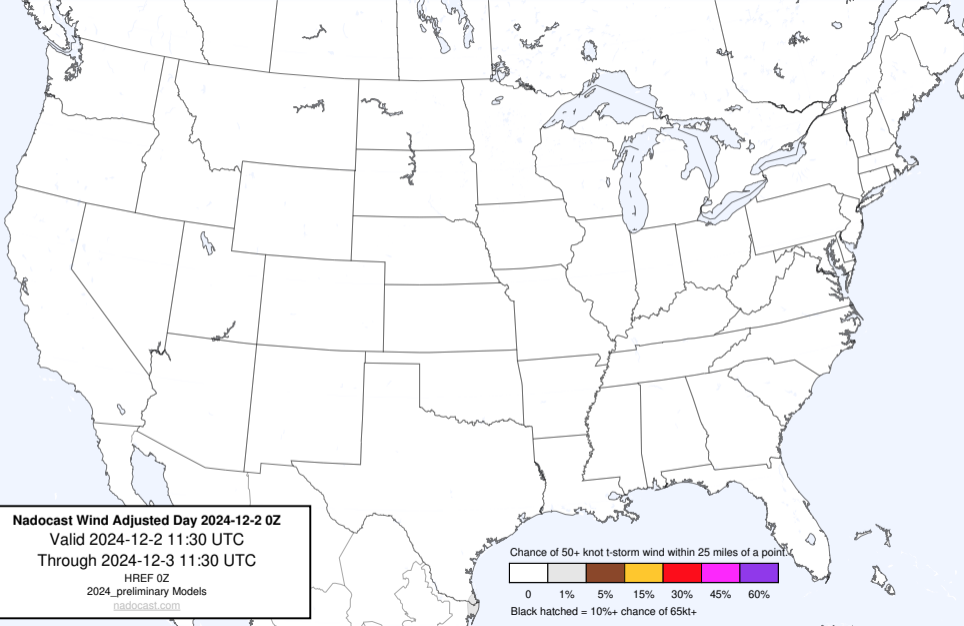 Nadocast Wind Adjusted Day 2024-12-2 0Z
Valid 2024-12-2 11:30 UTC
Through 2024-12-3 11:30 UTC
HREF 0Z
2024_preliminary Models
nadocast.com
Chance of 50+ knot t-storm wind within 25 miles of a point.
0 1% 5% 15% 30% 45% 60%
Black hatched = 10%+ chance of 65kt+